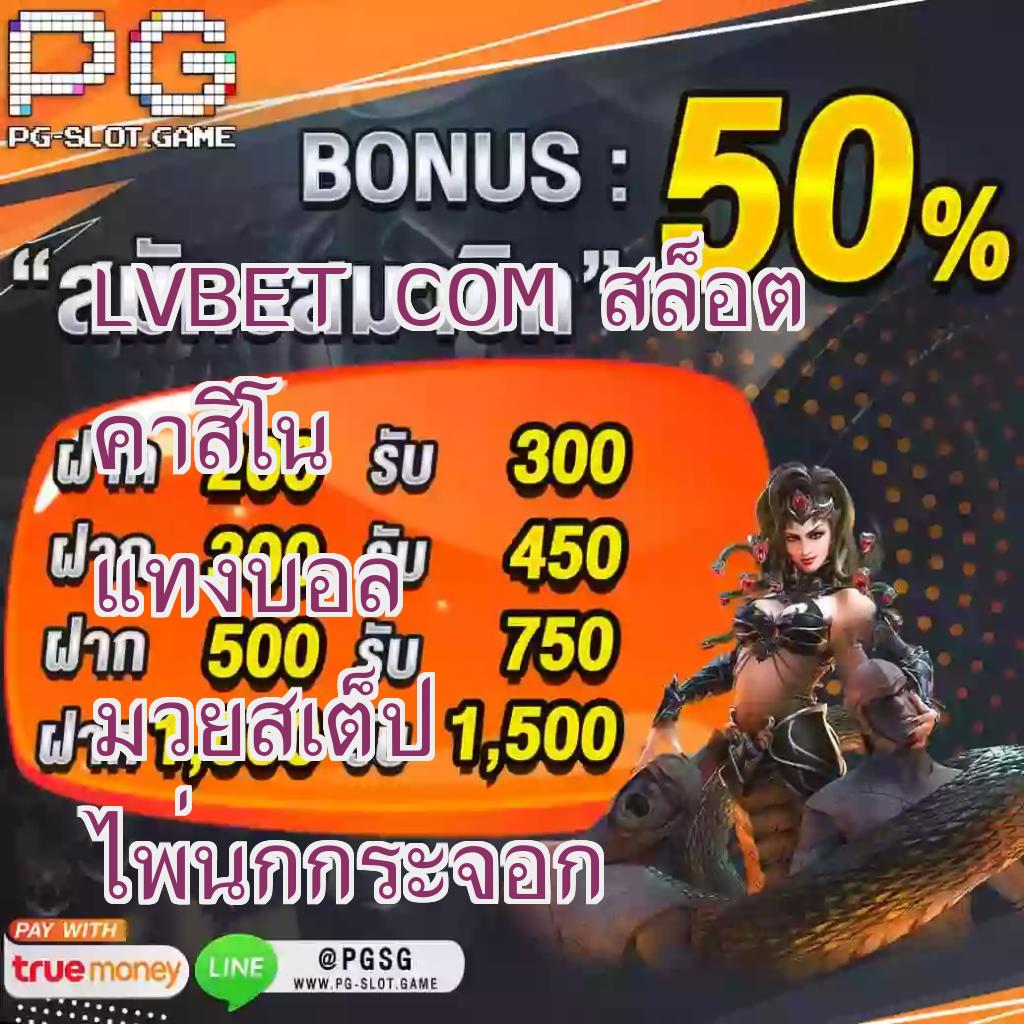 PG
PG-SLOT.GAME
BONUS : 50%
LVBET COM สล็อต
คาสิโน
รับ 300
ฝาก 300 รับ 450
แทงบอล
ฝาก 500 รับ 750
มวยสเต็ป
1,500
ไพ่นกกระจอก
PAY WITH
truemoney
LINE
@PGSG
WWW.PG-SLOT.GAME